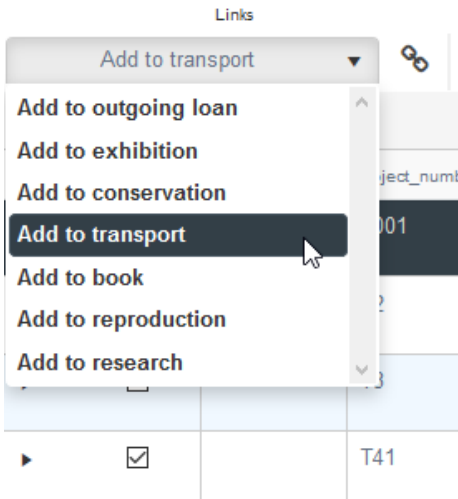 Links
Add to transport
Add to outgoing loan
Add to exhibition
Add to conservation
Add to transport
Add to book
Add to reproduction
Add to research
T41